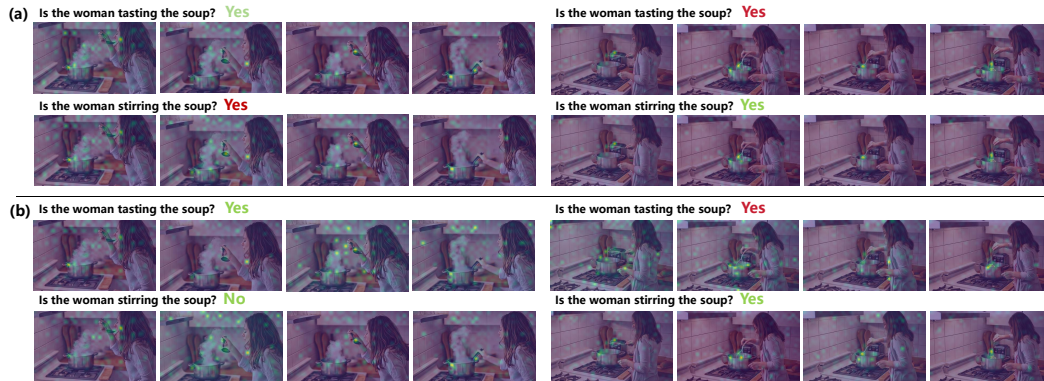 (a) Is the woman tasting the soup? Yes
Is the woman tasting the soup? Yes
Is the woman stirring the soup? Yes
Is the woman stirring the soup? Yes
(b) Is the woman tasting the soup? Yes
Is the woman tasting the soup? Yes
Is the woman stirring the soup? No
Is the woman stirring the soup? Yes